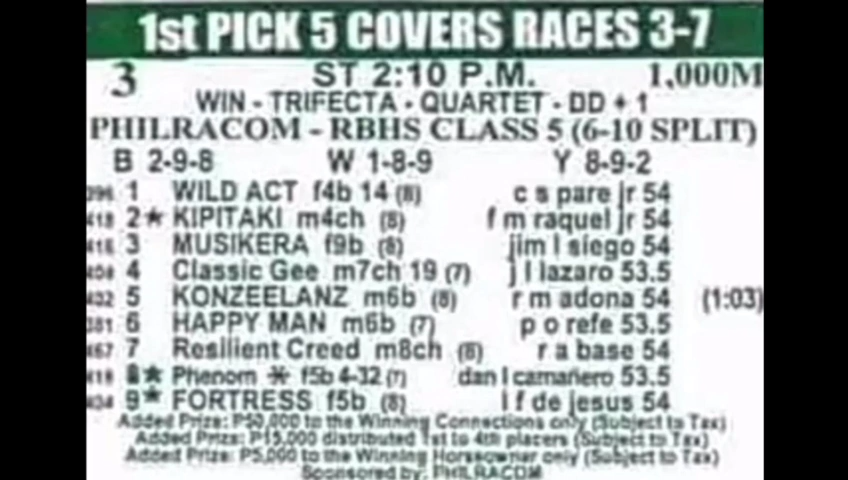 1st PICK 5 COVERS RACES 3-7
3 ST 2:10 P.M. 1,000M
WIN - TRIFECTA - QUARTET - DD + 1
PHILRACOM - RBHS CLASS 5 (6-10 SPLIT)
B 2-9-8 W 1-8-9 Y 8-9-2
396 1 WILD ACT f4b 14 (8) c s pare jr 54
418 2★ KIPITAKI m4ch (8) f m raquel jr 54
3 MUSIKERA f9b (8) jim l siego 54
4 Classic Gee m7ch 19 (7) j l lazaro 53.5
5 KONZEELANZ m6b (8) r m adona 54 (1:03)
6 HAPPY MAN m6b (7) p o refe 53.5
7 Resilient Creed m8ch (8) r a base 54
8★ Phenom ✳ f5b 4-32 (7) dan l camañero 53.5
9★ FORTRESS f5b (8) l f de jesus 54
Added Prize: P50,000 to the Winning Connections only (Subject to Tax)
Added Prize: P15,000 distributed 1st to 4th placers (Subject to Tax)
Added Prize: P5,000 to the Winning Horseowner only (Subject to Tax)
Sponsored by: PHILRACOM